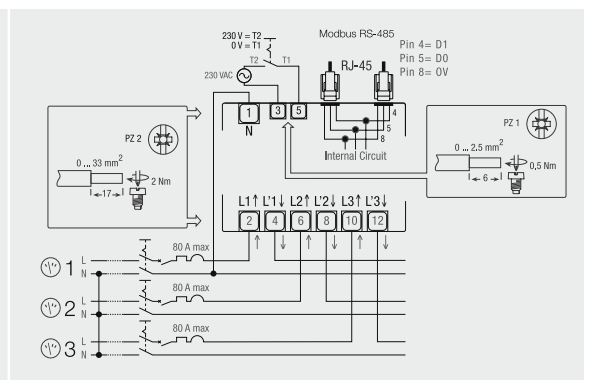 230 V = T2
0 V = T1
Modbus RS-485
Pin 4= D1
Pin 5= D0
Pin 8= 0V
T2 T1
RJ-45
230 VAC
1 3 5
N
4
5
8
Internal Circuit
PZ 2
0 ... 33 mm²
2 Nm
17
PZ 1
0 ... 2.5 mm²
0,5 Nm
6
L1↑ L'1↓ L2↑ L'2↓ L3↑ L'3↓
2 4 6 8 10 12
80 A max
1 L
N
80 A max
2 L
N
80 A max
3 L
N